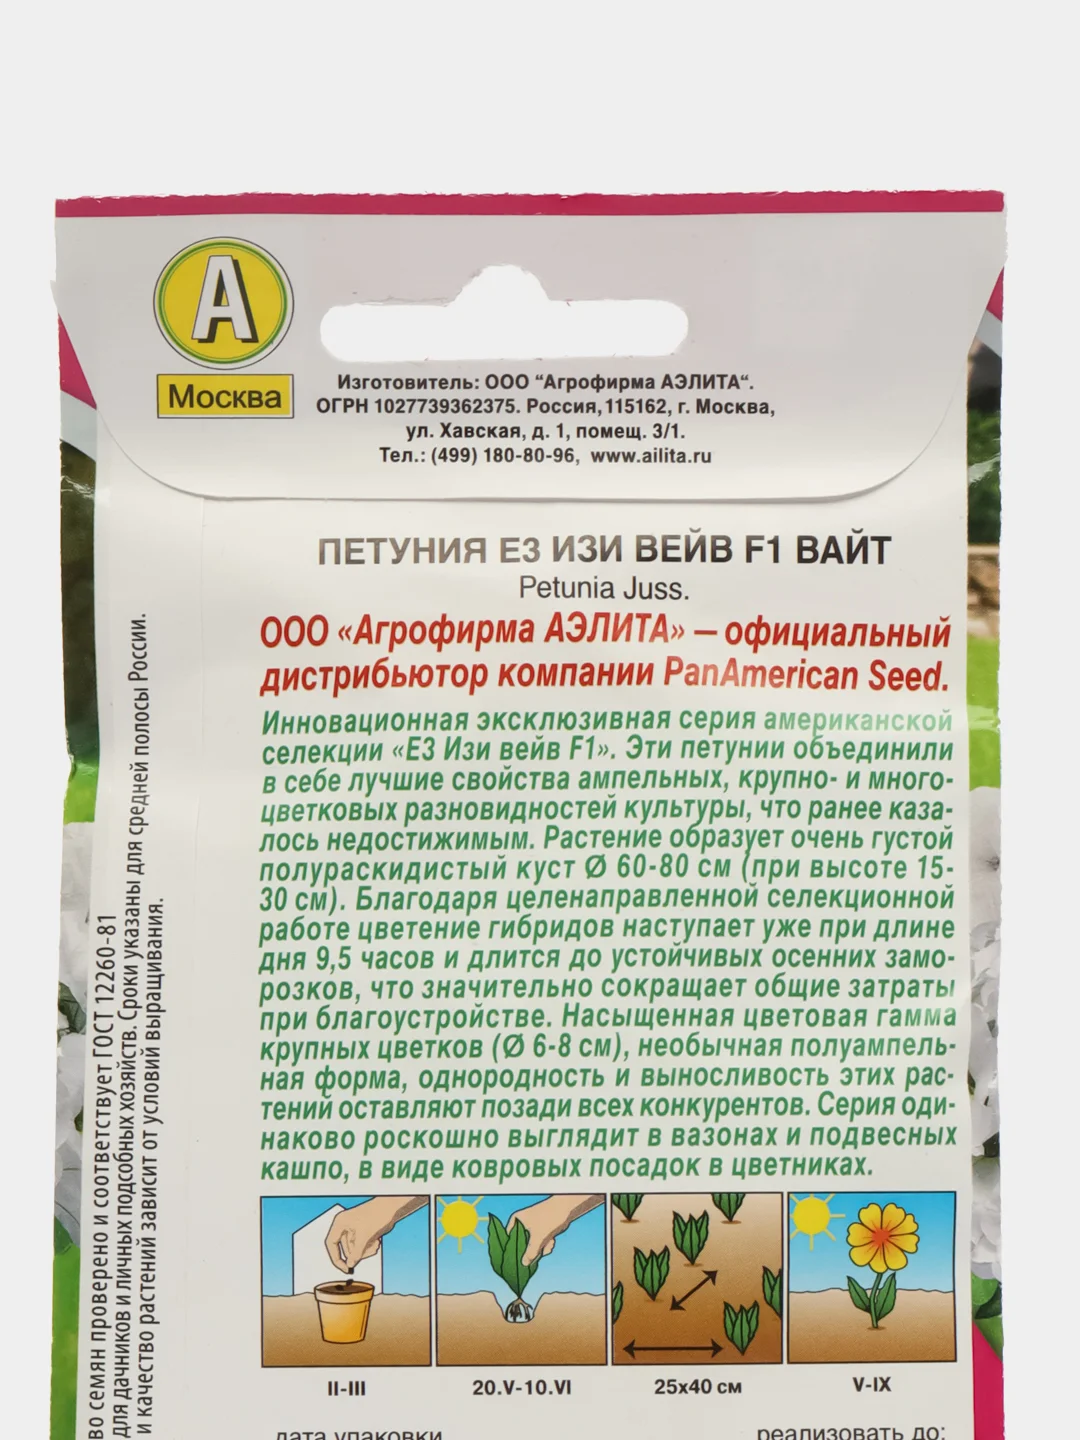 А
Москва
Изготовитель: ООО “Агрофирма АЭЛИТА“.
ОГРН 1027739362375. Россия, 115162, г. Москва,
ул. Хавская, д. 1, помещ. 3/1.
Тел.: (499) 180-80-96, www.ailita.ru
ПЕТУНИЯ Е3 ИЗИ ВЕЙВ F1 ВАЙТ
Petunia Juss.
ООО «Агрофирма АЭЛИТА» — официальный
дистрибьютор компании PanAmerican Seed.
Инновационная эксклюзивная серия американской
селекции «Е3 Изи вейв F1». Эти петунии объединили
в себе лучшие свойства ампельных, крупно- и много-
цветковых разновидностей культуры, что ранее каза-
лось недостижимым. Растение образует очень густой
полураскидистый куст Ø 60-80 см (при высоте 15-
30 см). Благодаря целенаправленной селекционной
работе цветение гибридов наступает уже при длине
дня 9,5 часов и длится до устойчивых осенних замо-
розков, что значительно сокращает общие затраты
при благоустройстве. Насыщенная цветовая гамма
крупных цветков (Ø 6-8 см), необычная полуампель-
ная форма, однородность и выносливость этих рас-
тений оставляют позади всех конкурентов. Серия оди-
наково роскошно выглядит в вазонах и подвесных
кашпо, в виде ковровых посадок в цветниках.
II-III
20.V-10.VI
25x40 см
V-IX
дата упаковки
реализовать до:
во семян проверено и соответствует ГОСТ 12260-81
для дачников и личных подсобных хозяйств. Сроки указаны для средней полосы России.
и качество растений зависит от условий выращивания.